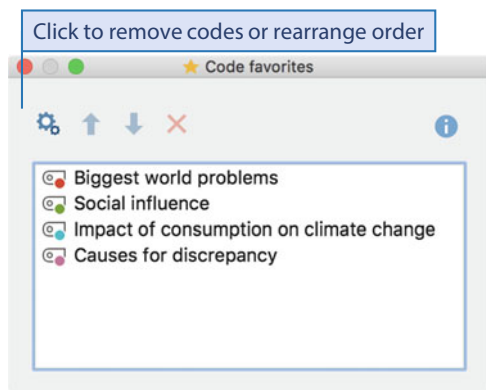 Click to remove codes or rearrange order
Code favorites
Biggest world problems
Social influence
Impact of consumption on climate change
Causes for discrepancy